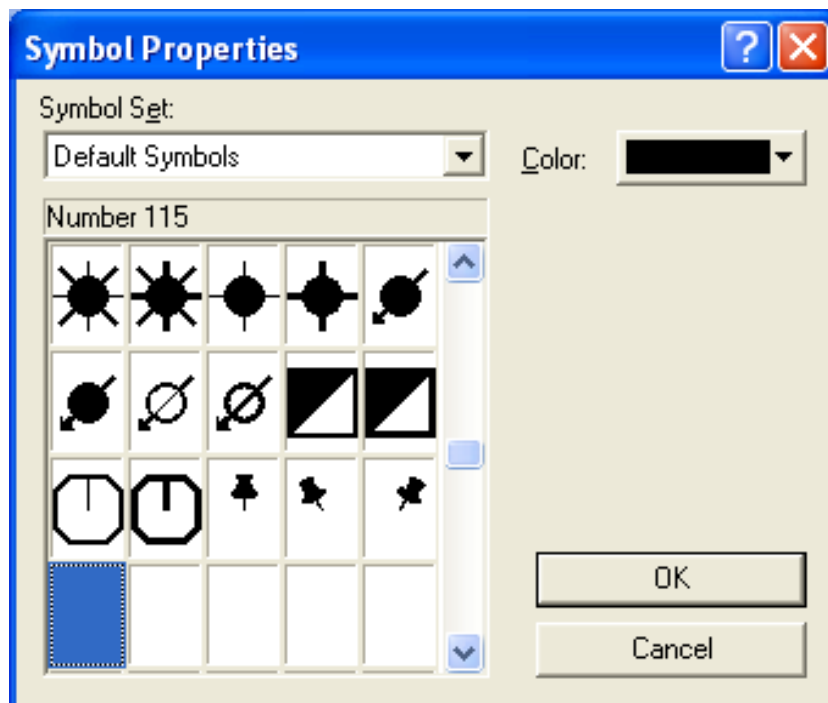 Symbol Properties
Symbol Set:
Default Symbols
Color:
Number 115
OK
Cancel